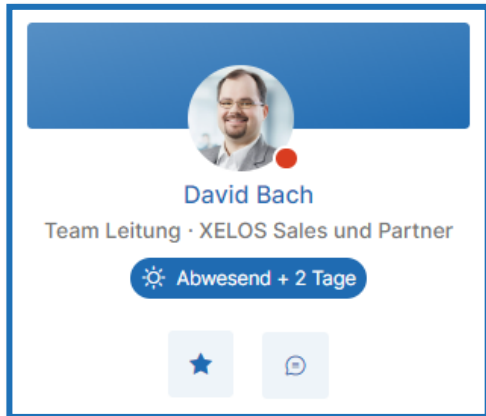 David Bach
Team Leitung · XELOS Sales und Partner
Abwesend + 2 Tage